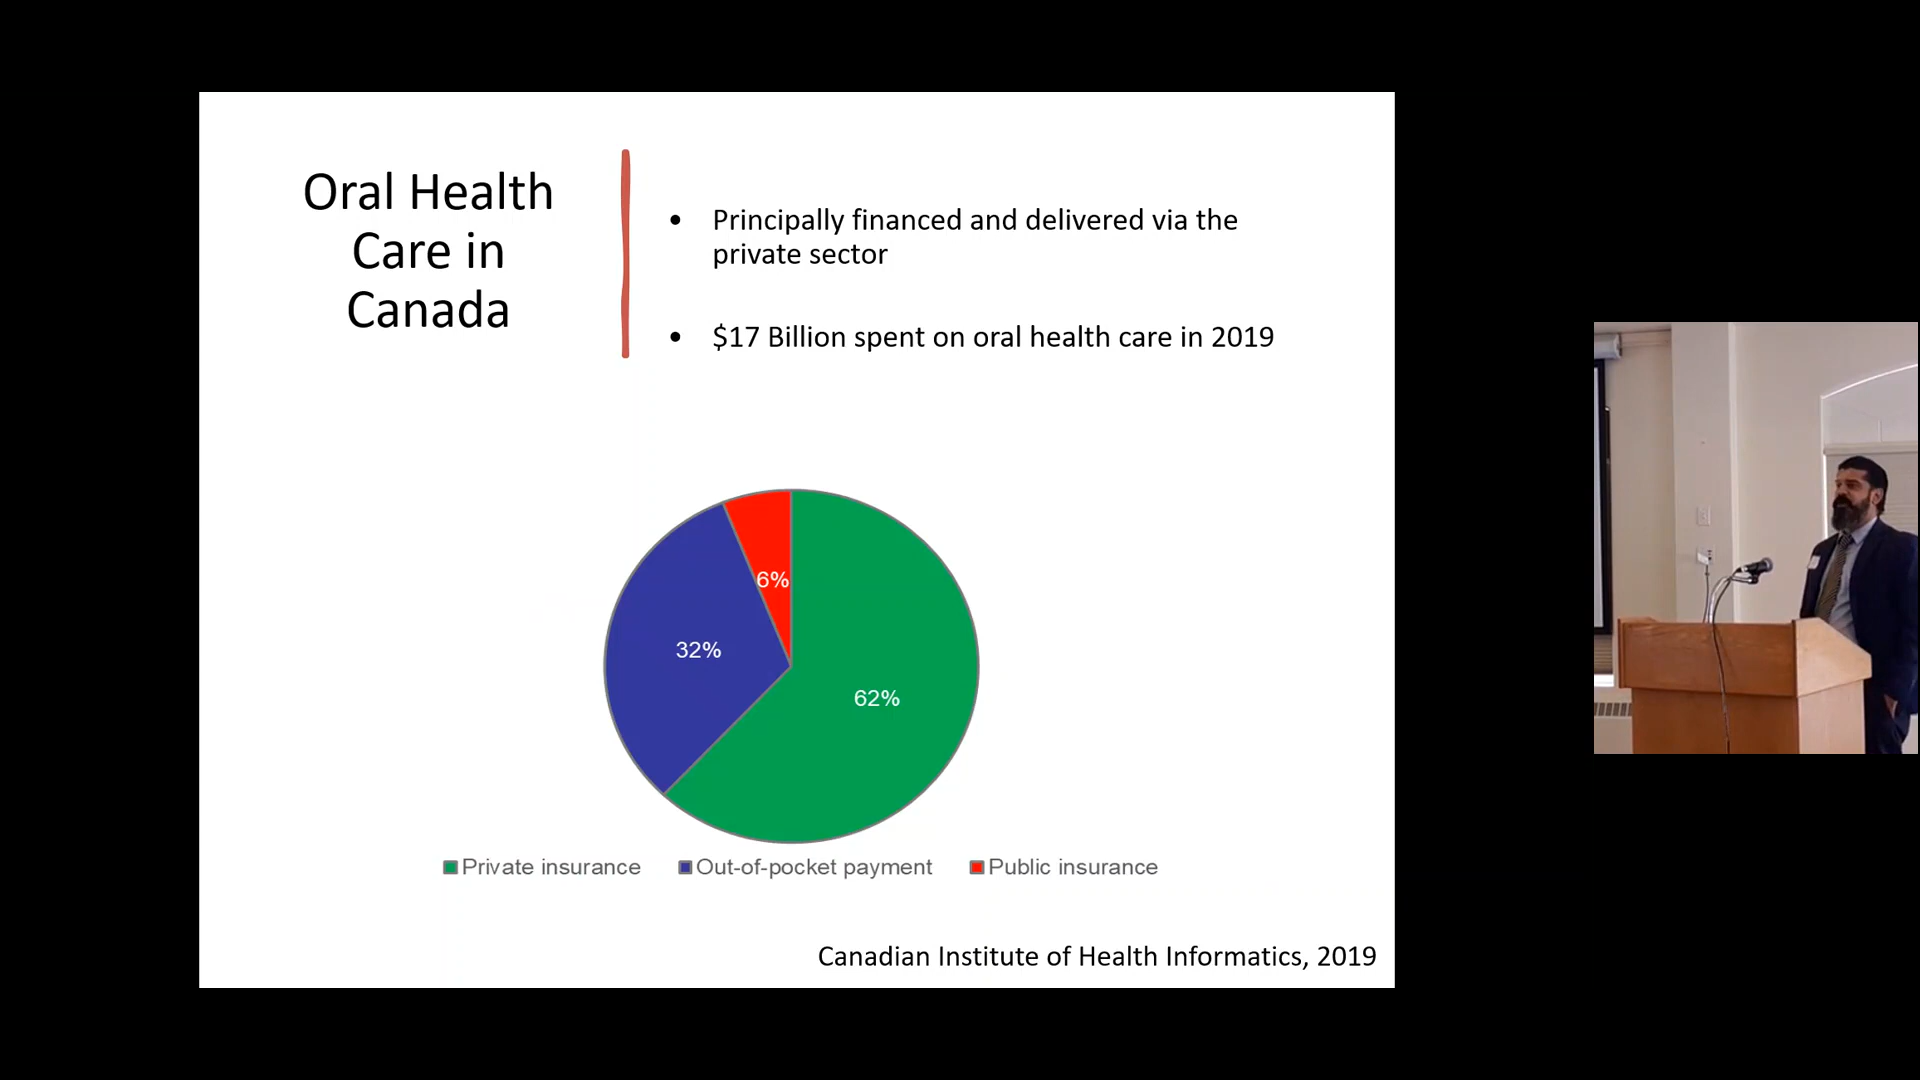 Oral Health
Care in
Canada
• Principally financed and delivered via the
private sector
• $17 Billion spent on oral health care in 2019
6%
32%
62%
Private insurance
Out-of-pocket payment
Public insurance
Canadian Institute of Health Informatics, 2019